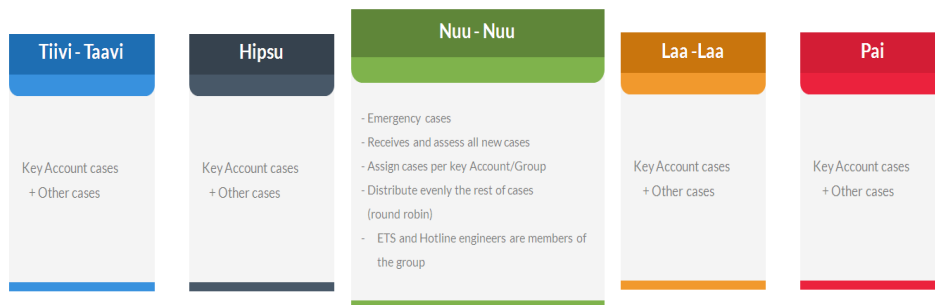 Tiivi - Taavi
Key Account cases
+ Other cases
Hipsu
Key Account cases
+ Other cases
Nuu - Nuu
- Emergency cases
- Receives and assess all new cases
- Assign cases per key Account/Group
- Distribute evenly the rest of cases
(round robin)
- ETS and Hotline engineers are members of
the group
Laa -Laa
Key Account cases
+ Other cases
Pai
Key Account cases
+ Other cases